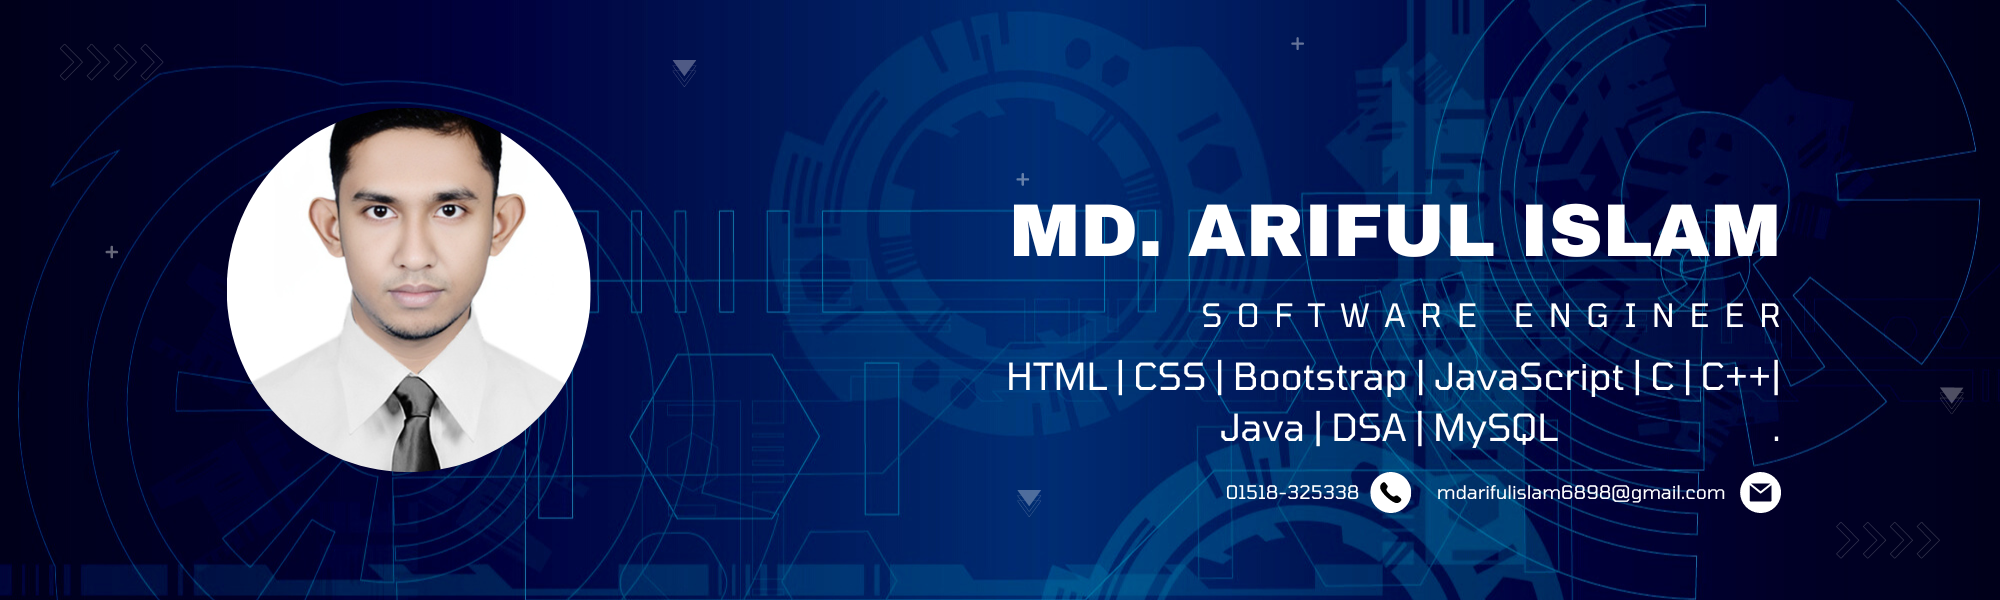 MD. ARIFUL ISLAM
SOFTWARE ENGINEER
HTML | CSS | Bootstrap | JavaScript | C | C++|
Java | DSA | MySQL .
01518-325338 mdarifulislam6898@gmail.com